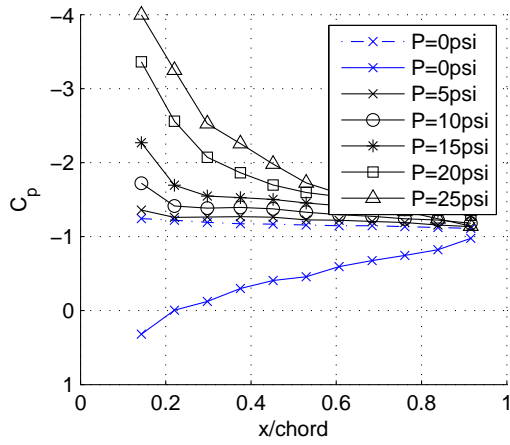 −4
−3
−2
−1
0
1
C_p
0
0.2
0.4
0.6
0.8
1
x/chord
P=0psi
P=0psi
P=5psi
P=10psi
P=15psi
P=20psi
P=25psi